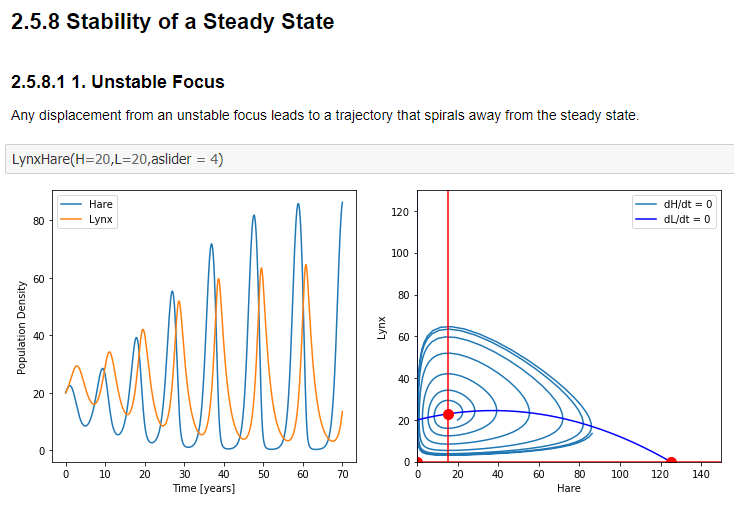 2.5.8 Stability of a Steady State
2.5.8.1 1. Unstable Focus
Any displacement from an unstable focus leads to a trajectory that spirals away from the steady state.
LynxHare(H=20,L=20,aslider = 4)
Hare
Lynx
80
60
40
20
0
Population Density
0 10 20 30 40 50 60 70
Time [years]
dH/dt = 0
dL/dt = 0
120
100
80
60
40
20
0
Lynx
0 20 40 60 80 100 120 140
Hare